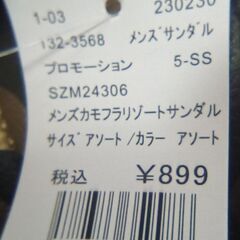 1-03 230230
132-3568 メンズサンダル
プロモーション 5-SS
SZM24306
メンズカモフラリゾートサンダル
サイズアソート/カラー アソート
税込 ¥899